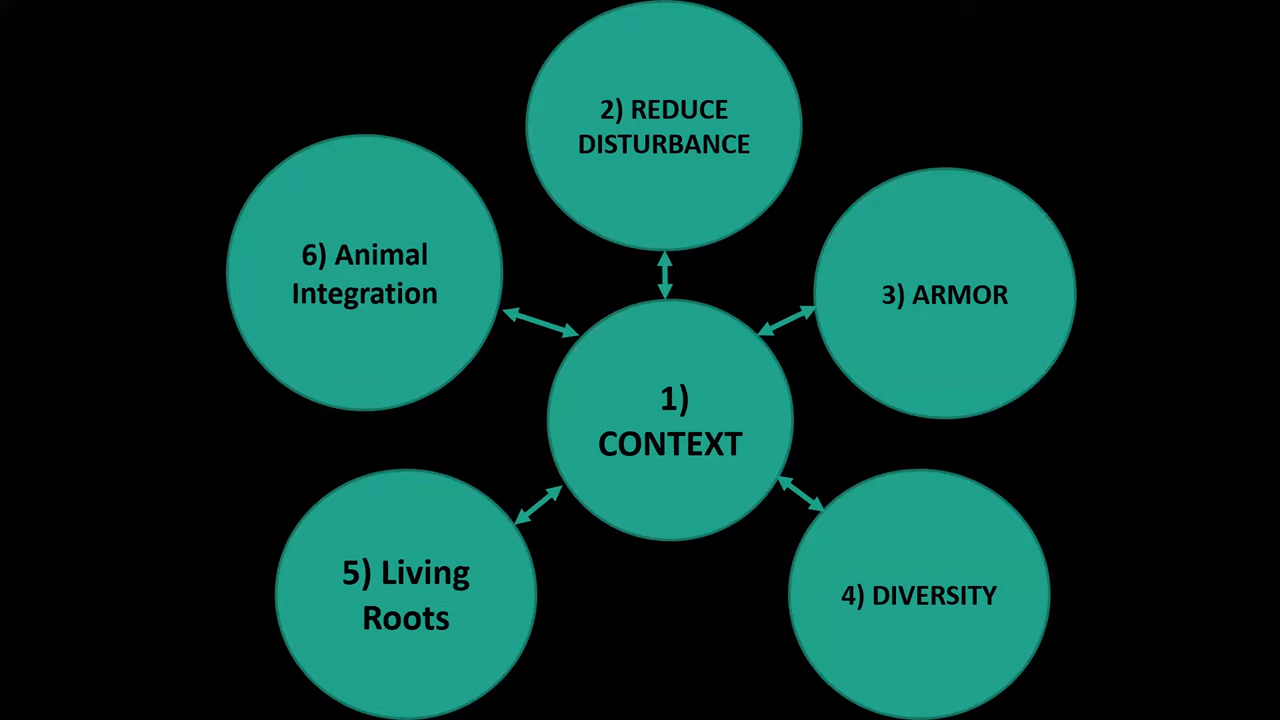 2) REDUCE
DISTURBANCE
6) Animal
Integration
3) ARMOR
1)
CONTEXT
5) Living
Roots
4) DIVERSITY